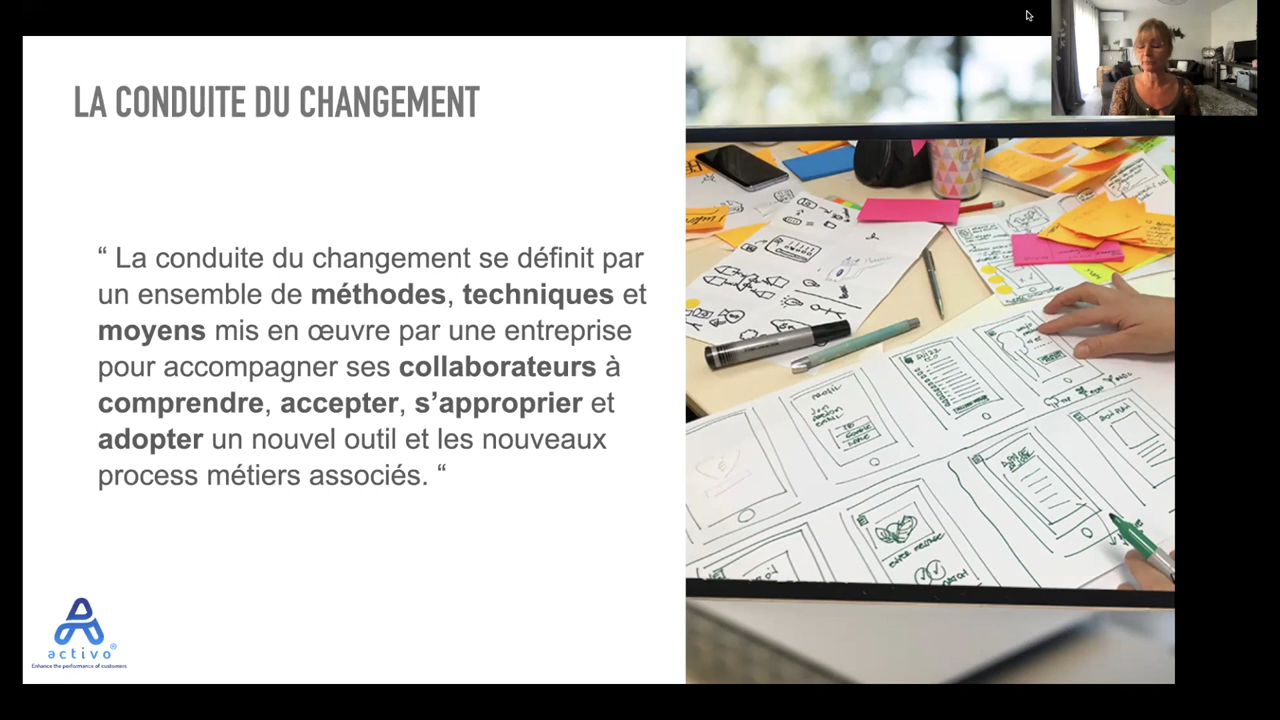 LA CONDUITE DU CHANGEMENT
“ La conduite du changement se définit par
un ensemble de méthodes, techniques et
moyens mis en œuvre par une entreprise
pour accompagner ses collaborateurs à
comprendre, accepter, s’approprier et
adopter un nouvel outil et les nouveaux
process métiers associés. “
activo®
Enhance the performance of customers
PROFIL